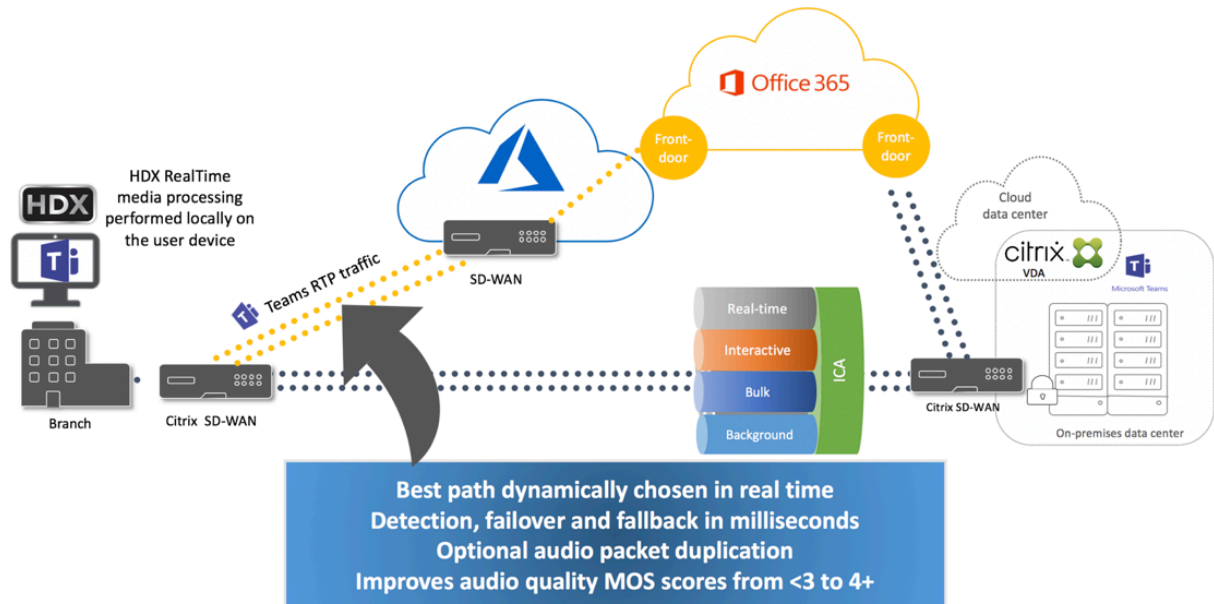 HDX
HDX RealTime
media processing
performed locally on
the user device
T
Branch
Citrix SD-WAN
Teams RTP traffic
SD-WAN
Office 365
Front-
door
Front-
door
Real-time
Interactive
Bulk
Background
ICA
Cloud
data center
citrix
VDA
Microsoft Teams
Citrix SD-WAN
On-premises data center
Best path dynamically chosen in real time
Detection, failover and fallback in milliseconds
Optional audio packet duplication
Improves audio quality MOS scores from <3 to 4+